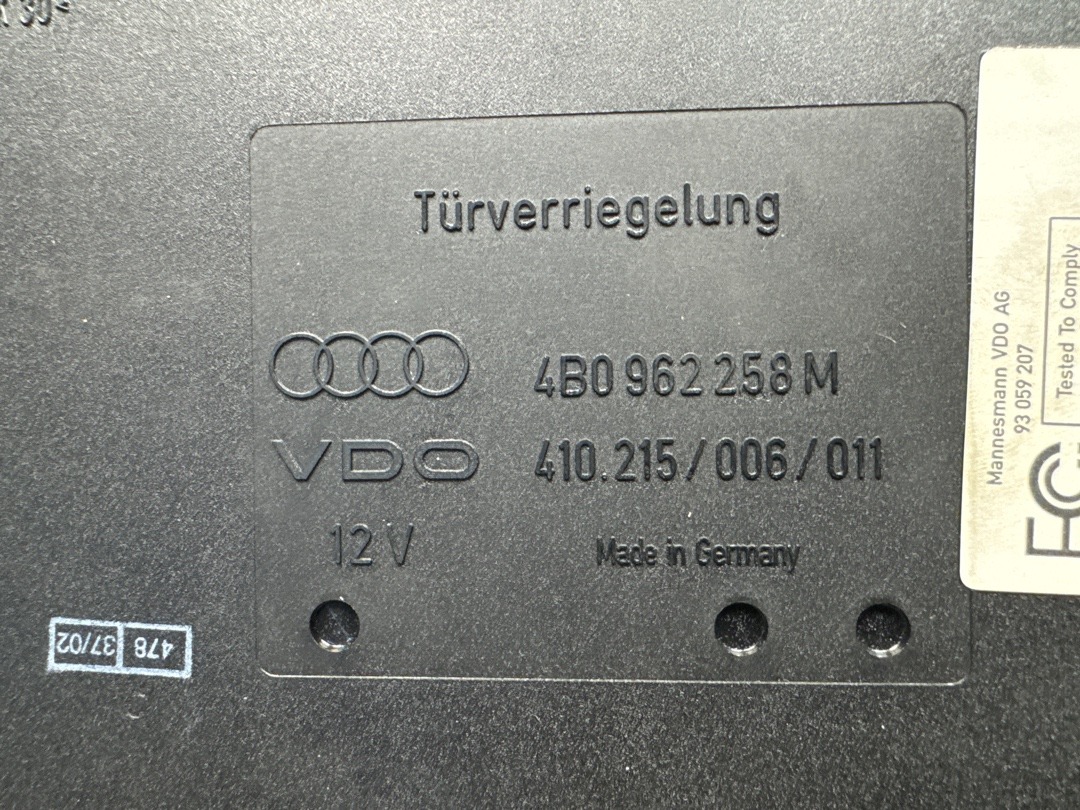 Türverriegelung
4B0 962 258 M
VDO 410.215/006/011
12 V Made in Germany
478 37/02
Mannesmann VDO AG
93 059 207
Tested To Comply
FC